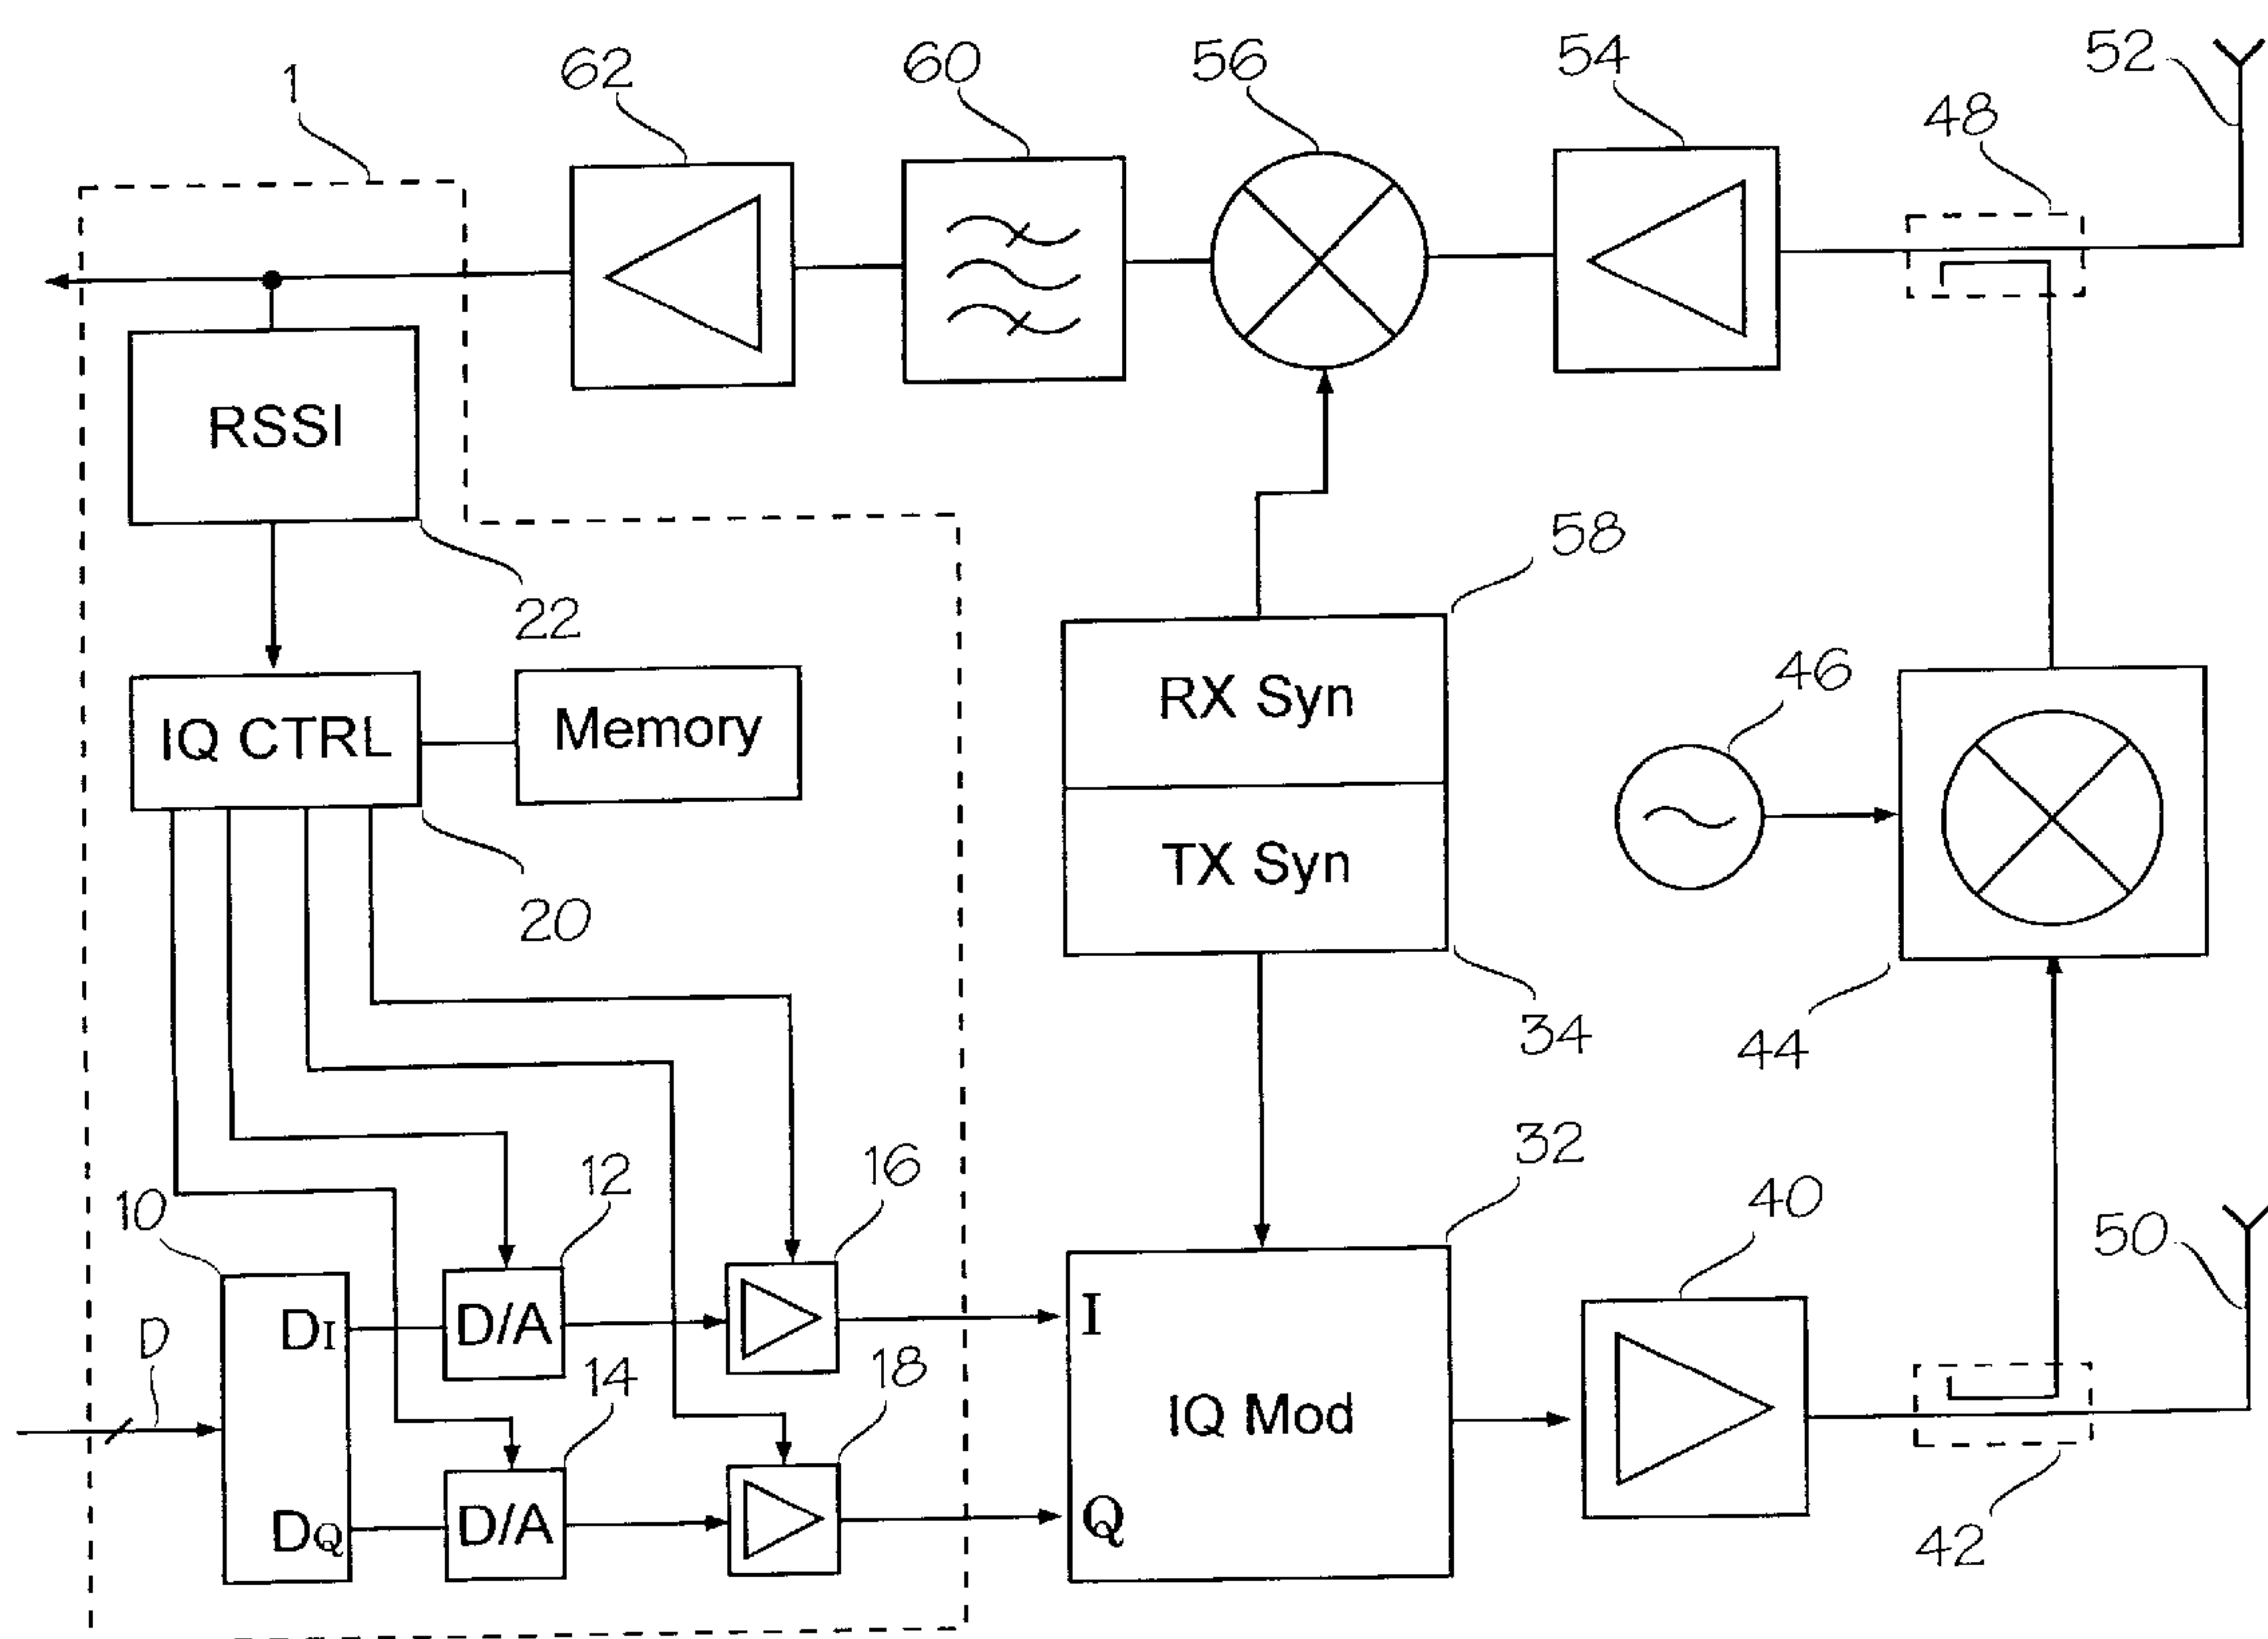 1
62
60
56
54
52
48
RSSI
22
58
RX Syn
46
IQ CTRL
Memory
TX Syn
20
34
44
32
10
12
16
40
50
D
DI
D/A
I
14
18
IQ Mod
DQ
D/A
Q
42